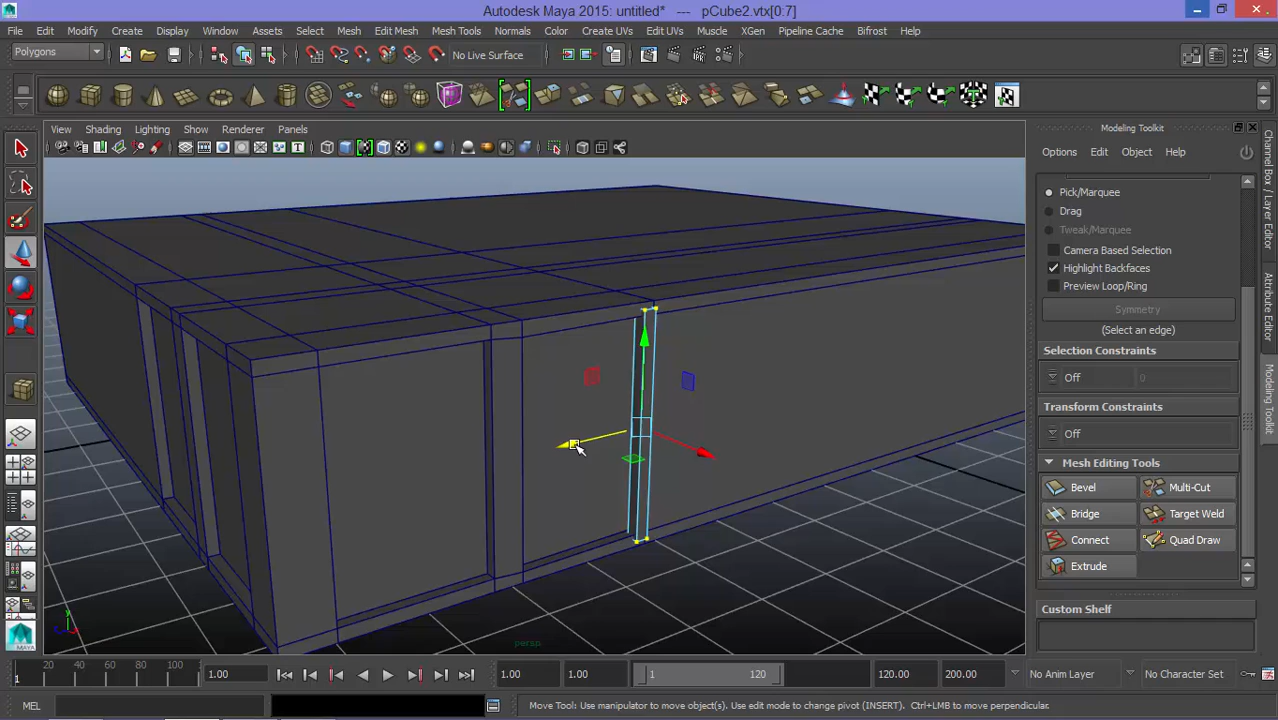 Autodesk Maya 2015: untitled*   ---   pCube2.vtx[0:7]
File Edit Modify Create Display Window Assets Select Mesh Edit Mesh Mesh Tools Normals Color Create UVs Edit UVs Muscle XGen Pipeline Cache Bifrost Help
Polygons
No Live Surface
View Shading Lighting Show Renderer Panels
Modeling Toolkit
Options Edit Object Help
Pick/Marquee
Drag
Tweak/Marquee
Camera Based Selection
Highlight Backfaces
Preview Loop/Ring
Symmetry
(Select an edge)
Selection Constraints
Off 0
Transform Constraints
Off
Mesh Editing Tools
Bevel Multi-Cut
Bridge Target Weld
Connect Quad Draw
Extrude
Custom Shelf
Channel Box / Layer Editor
Attribute Editor
Modeling Toolkit
persp
y
MAYA
1 20 40 60 80 100 1.00 1.00 1.00 1 120 120.00 200.00 No Anim Layer No Character Set
MEL
Move Tool: Use manipulator to move object(s). Use edit mode to change pivot (INSERT). Ctrl+LMB to move perpendicular.